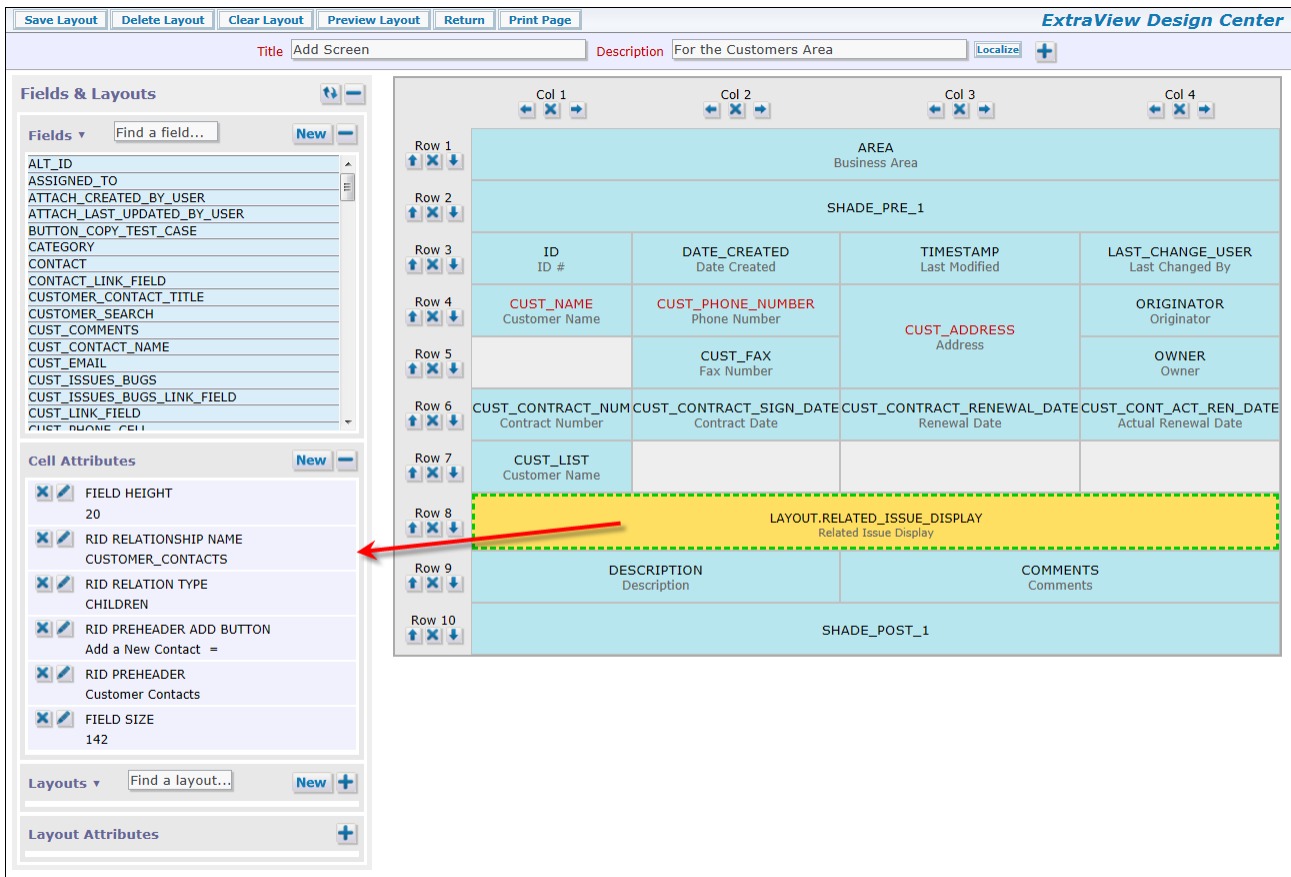 Save Layout Delete Layout Clear Layout Preview Layout Return Print Page ExtraView Design Center
Title Add Screen Description For the Customers Area Localize
Fields & Layouts
Fields Find a field... New
ALT_ID
ASSIGNED_TO
ATTACH_CREATED_BY_USER
ATTACH_LAST_UPDATED_BY_USER
BUTTON_COPY_TEST_CASE
CATEGORY
CONTACT
CONTACT_LINK_FIELD
CUSTOMER_CONTACT_TITLE
CUSTOMER_SEARCH
CUST_COMMENTS
CUST_CONTACT_NAME
CUST_EMAIL
CUST_ISSUES_BUGS
CUST_ISSUES_BUGS_LINK_FIELD
CUST_LINK_FIELD
CUST_PHONE_CELL
Cell Attributes New
FIELD HEIGHT
20
RID RELATIONSHIP NAME
CUSTOMER_CONTACTS
RID RELATION TYPE
CHILDREN
RID PREHEADER ADD BUTTON
Add a New Contact =
RID PREHEADER
Customer Contacts
FIELD SIZE
142
Layouts Find a layout... New
Layout Attributes
Col 1 Col 2 Col 3 Col 4
Row 1 AREA
Business Area
Row 2 SHADE_PRE_1
Row 3 ID DATE_CREATED TIMESTAMP LAST_CHANGE_USER
ID # Date Created Last Modified Last Changed By
Row 4 CUST_NAME CUST_PHONE_NUMBER CUST_ADDRESS ORIGINATOR
Customer Name Phone Number Address Originator
Row 5 CUST_FAX OWNER
Fax Number Owner
Row 6 CUST_CONTRACT_NUM CUST_CONTRACT_SIGN_DATE CUST_CONTRACT_RENEWAL_DATE CUST_CONT_ACT_REN_DATE
Contract Number Contract Date Renewal Date Actual Renewal Date
Row 7 CUST_LIST
Customer Name
Row 8 LAYOUT.RELATED_ISSUE_DISPLAY
Related Issue Display
Row 9 DESCRIPTION COMMENTS
Description Comments
Row 10 SHADE_POST_1